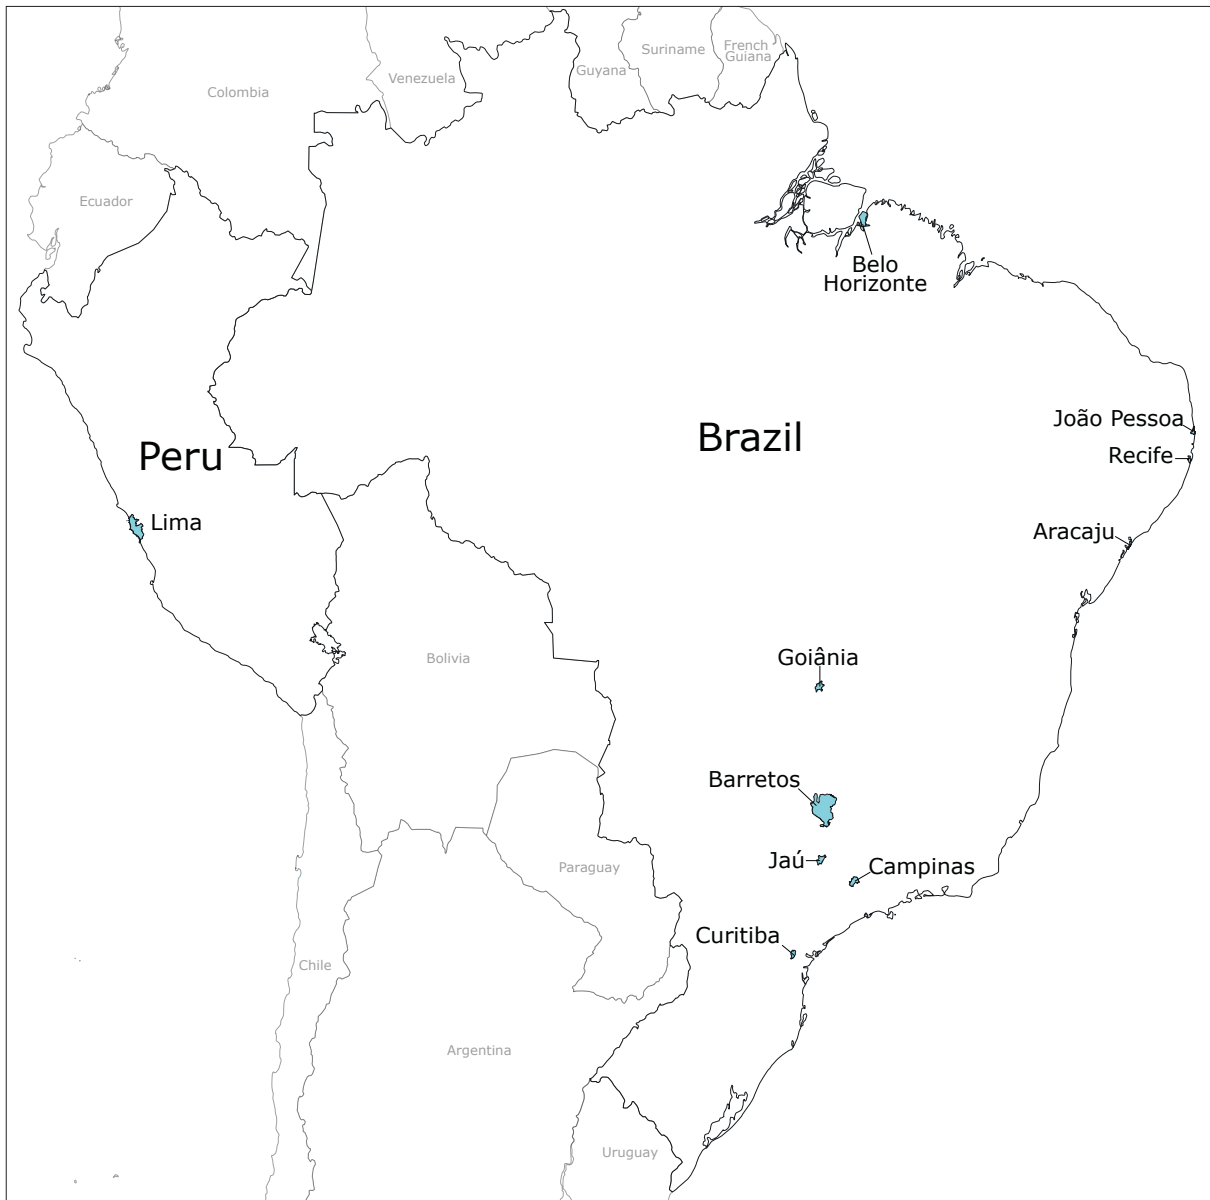 Suriname
French
Guiana
Guyana
Venezuela
Colombia
Ecuador
Belo
Horizonte
João Pessoa
Brazil
Peru
Recife
Lima
Aracaju
Goiânia
Bolivia
Barretos
Jaú
Campinas
Paraguay
Curitiba
Chile
Argentina
Uruguay